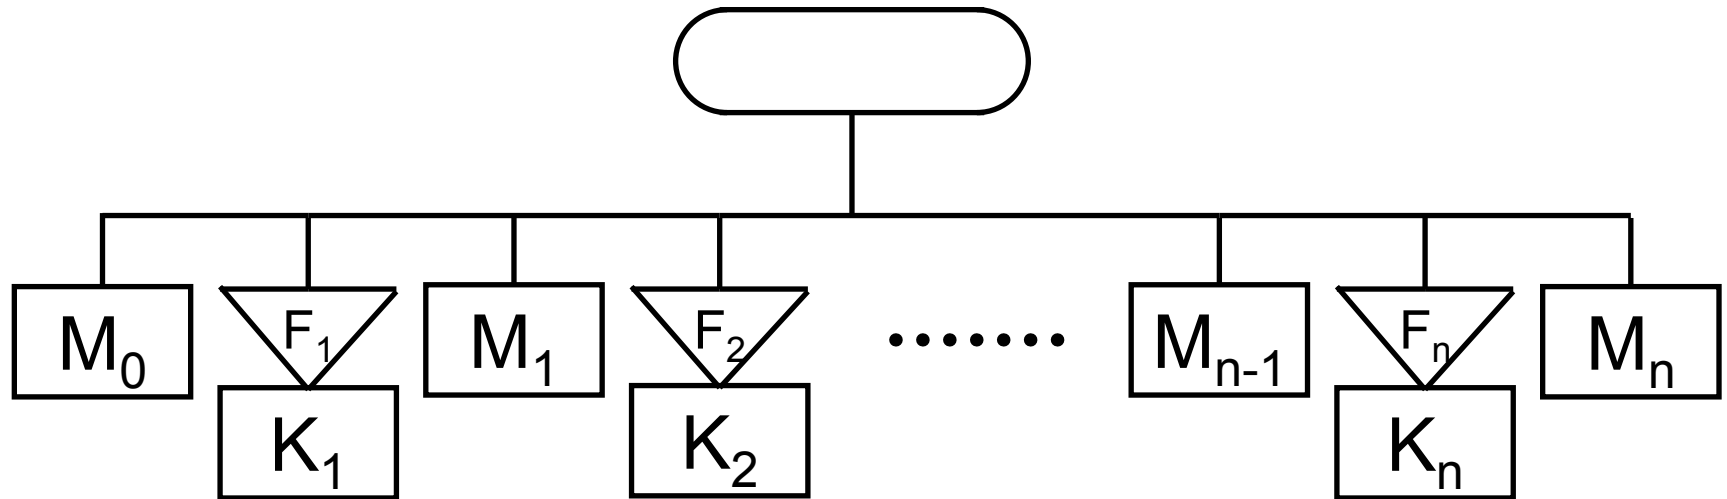 M₀ F₁ M₁ F₂ ······· Mₙ₋₁ Fₙ Mₙ
K₁ K₂ Kₙ